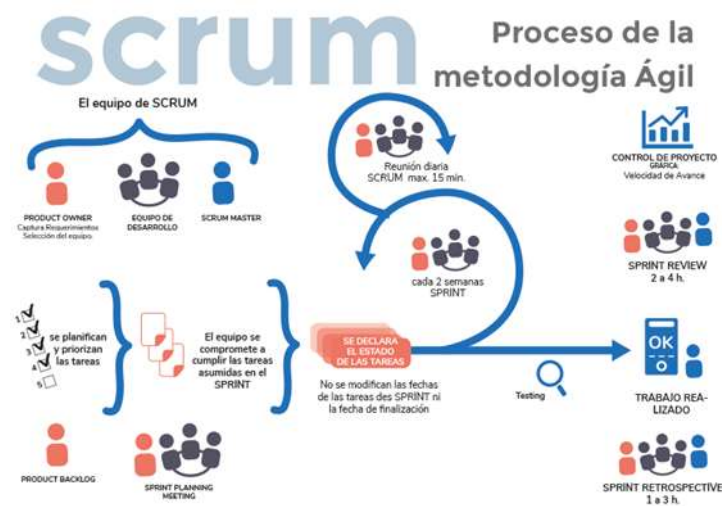 scrum
Proceso de la
metodología Ágil
El equipo de SCRUM
PRODUCT OWNER
Captura Requerimientos
Selección del equipo.
EQUIPO DE
DESARROLLO
SCRUM MASTER
Reunión diaria
SCRUM max. 15 min.
CONTROL DE PROYECTO
GRÁFICA:
Velocidad de Avance
cada 2 semanas
SPRINT
SPRINT REVIEW
2 a 4 h.
1
2
3
4
5
se planifican
y priorizan
las tareas
El equipo se
compromete a
cumplir las tareas
asumidas en el
SPRINT
SE DECLARA
EL ESTADO
DE LAS TAREAS
No se modifican las fechas
de las tareas des SPRINT ni
la fecha de finalización
Testing
OK
TRABAJO REA-
LIZADO
PRODUCT BACKLOG
SPRINT PLANNING
MEETING
SPRINT RETROSPECTIVE
1 a 3 h.